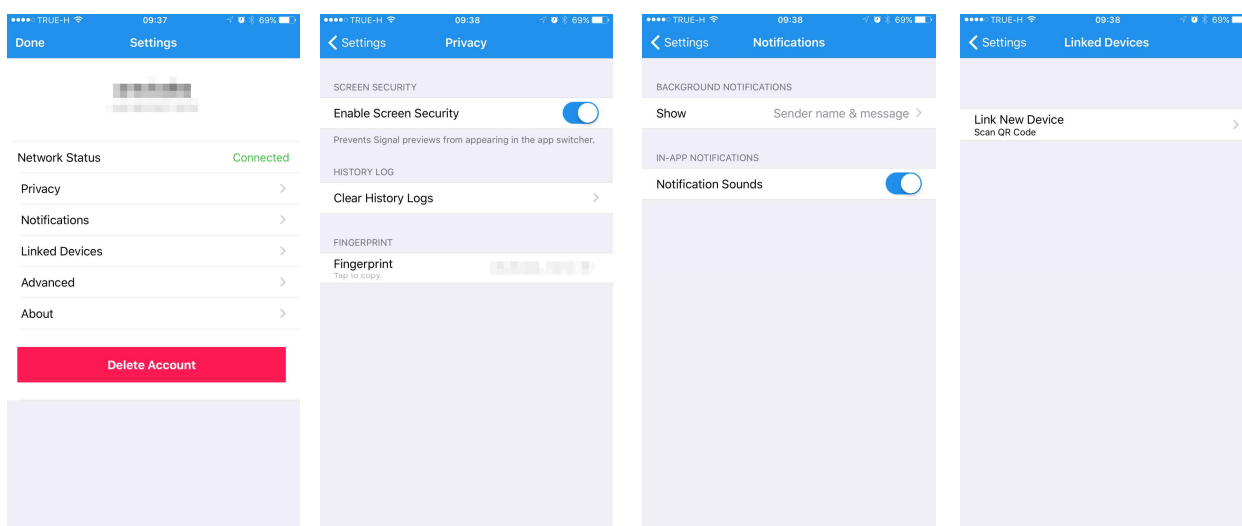 TRUE-H 09:37 69%
Done Settings
Network Status Connected
Privacy
Notifications
Linked Devices
Advanced
About
Delete Account
TRUE-H 09:38 69%
Settings Privacy
SCREEN SECURITY
Enable Screen Security
Prevents Signal previews from appearing in the app switcher.
HISTORY LOG
Clear History Logs
FINGERPRINT
Fingerprint
Tap to copy.
TRUE-H 09:38 69%
Settings Notifications
BACKGROUND NOTIFICATIONS
Show Sender name & message
IN-APP NOTIFICATIONS
Notification Sounds
TRUE-H 09:38 69%
Settings Linked Devices
Link New Device
Scan QR Code